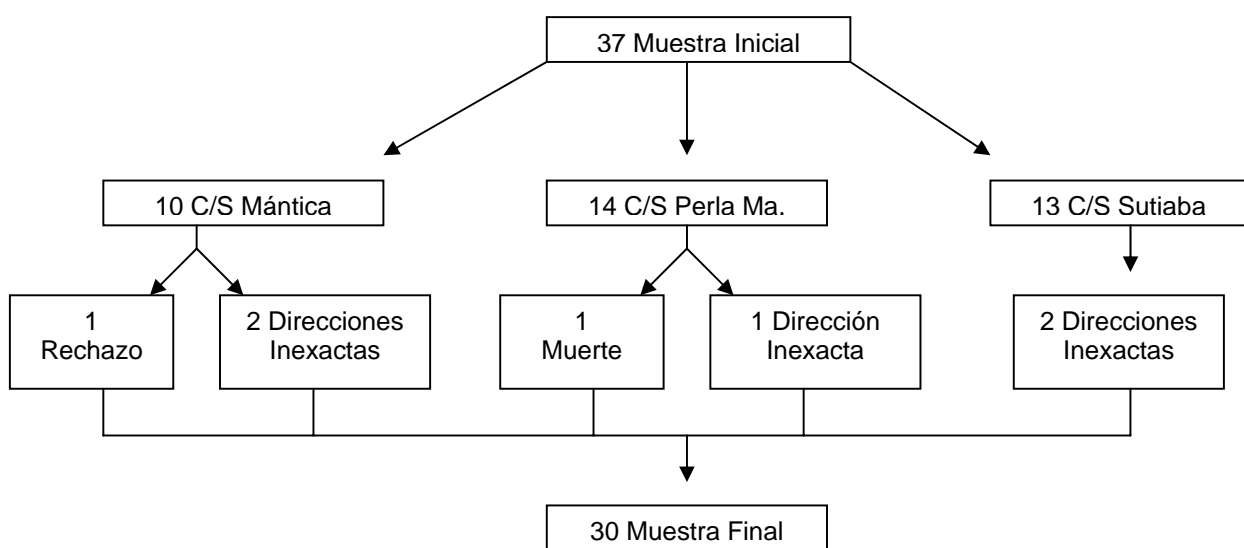 37 Muestra Inicial
10 C/S Mántica
14 C/S Perla Ma.
13 C/S Sutiaba
1
Rechazo
2 Direcciones
Inexactas
1
Muerte
1 Dirección
Inexacta
2 Direcciones
Inexactas
30 Muestra Final